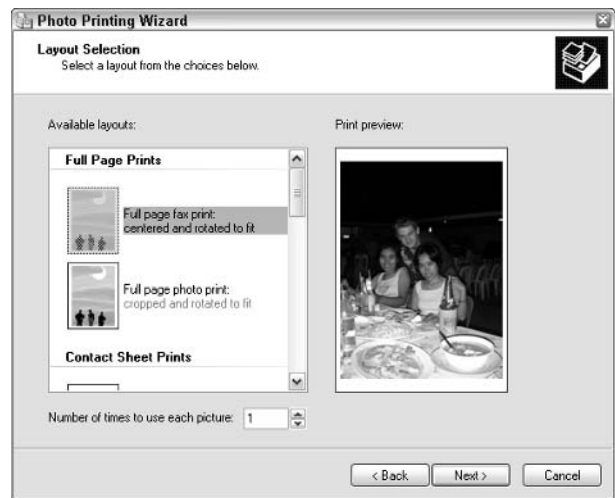 Photo Printing Wizard
Layout Selection
Select a layout from the choices below.
Available layouts:
Print preview:
Full Page Prints
Full page fax print:
centered and rotated to fit
Full page photo print:
cropped and rotated to fit
Contact Sheet Prints
Number of times to use each picture: 1
< Back
Next >
Cancel